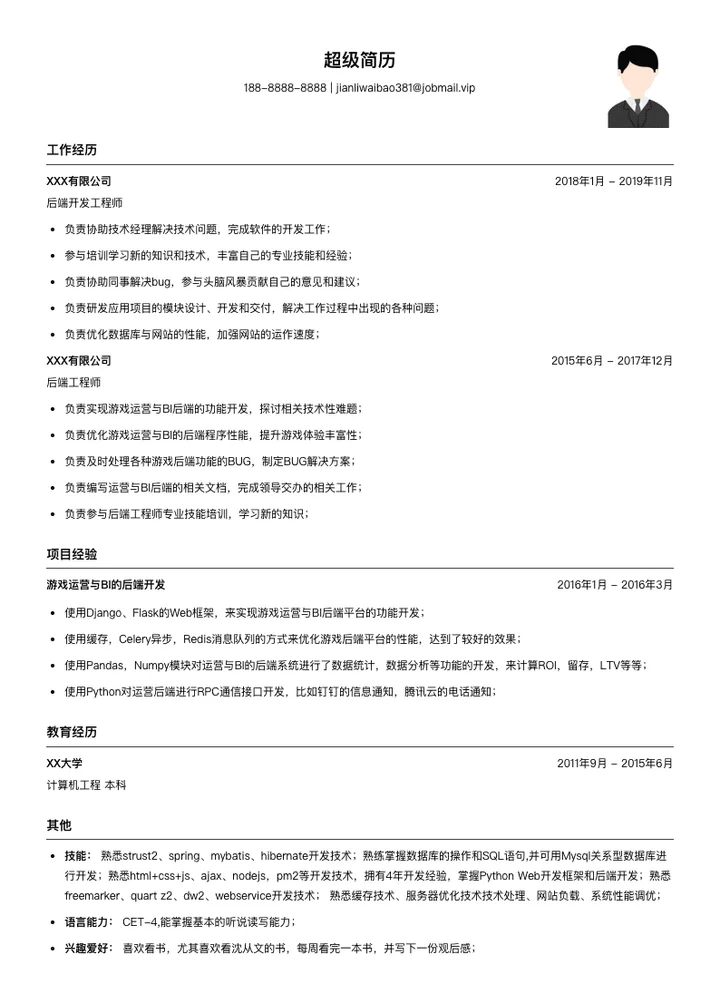 超级简历
188-8888-8888 | jianliwaibao381@jobmail.vip
工作经历
XXX有限公司 2018年1月 - 2019年11月
后端开发工程师
• 负责协助技术经理解决技术问题，完成软件的开发工作；
• 参与培训学习新的知识和技术，丰富自己的专业技能和经验；
• 负责协助同事解决bug，参与头脑风暴贡献自己的意见和建议；
• 负责研发应用项目的模块设计、开发和交付，解决工作过程中出现的各种问题；
• 负责优化数据库与网站的性能，加强网站的运作速度；
XXX有限公司 2015年6月 - 2017年12月
后端工程师
• 负责实现游戏运营与BI后端的功能开发，探讨相关技术性难题；
• 负责优化游戏运营与BI的后端程序性能，提升游戏体验丰富性；
• 负责及时处理各种游戏后端功能的BUG，制定BUG解决方案；
• 负责编写运营与BI后端的相关文档，完成领导交办的相关工作；
• 负责参与后端工程师专业技能培训，学习新的知识；
项目经验
游戏运营与BI的后端开发 2016年1月 - 2016年3月
• 使用Django、Flask的Web框架，来实现游戏运营与BI后端平台的功能开发；
• 使用缓存，Celery异步，Redis消息队列的方式来优化游戏后端平台的性能，达到了较好的效果；
• 使用Pandas，Numpy模块对运营与BI的后端系统进行了数据统计，数据分析等功能的开发，来计算ROI，留存，LTV等等；
• 使用Python对运营后端进行RPC通信接口开发，比如钉钉的信息通知，腾讯云的电话通知；
教育经历
XX大学 2011年9月 - 2015年6月
计算机工程 本科
其他
• 技能： 熟悉strust2、spring、mybatis、hibernate开发技术；熟练掌握数据库的操作和SQL语句,并可用Mysql关系型数据库进
行开发；熟悉html+css+js、ajax、nodejs，pm2等开发技术，拥有4年开发经验，掌握Python Web开发框架和后端开发；熟悉
freemarker、quart z2、dw2、webservice开发技术； 熟悉缓存技术、服务器优化技术技术处理、网站负载、系统性能调优；
• 语言能力： CET-4,能掌握基本的听说读写能力；
• 兴趣爱好： 喜欢看书，尤其喜欢看沈从文的书，每周看完一本书，并写下一份观后感；